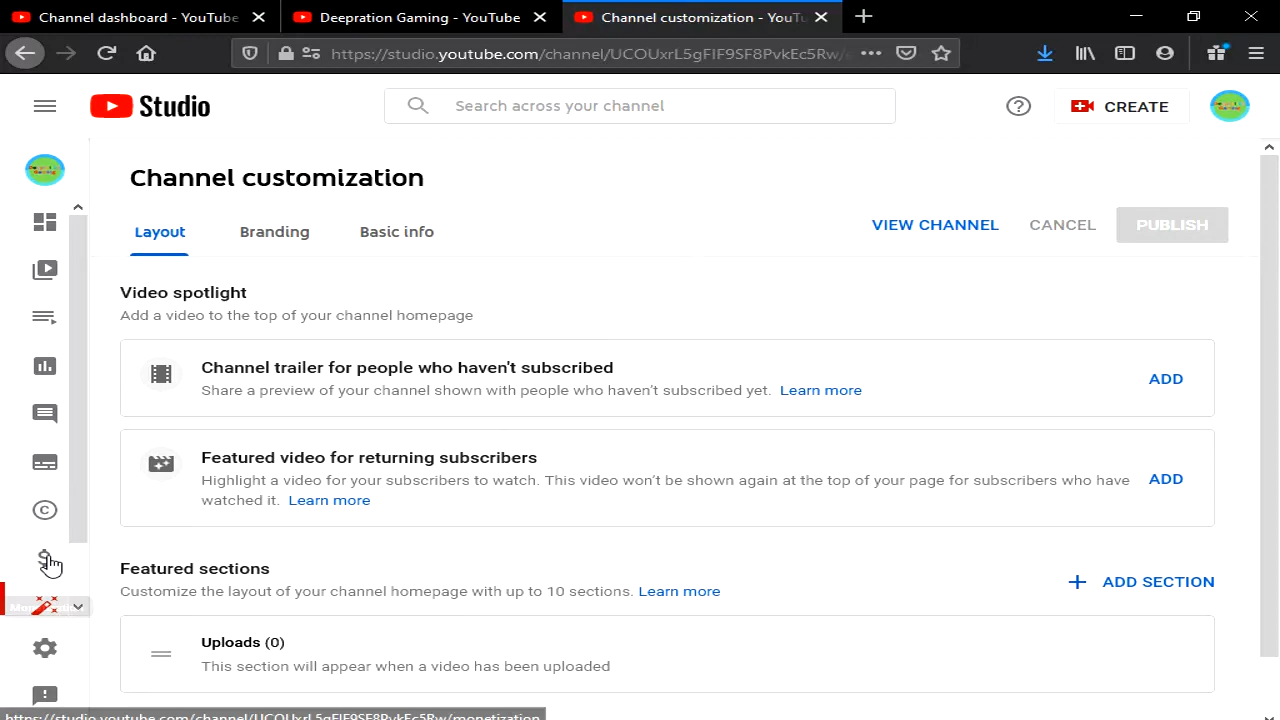 Channel dashboard - YouTube
Deepration Gaming - YouTube
Channel customization - YouTu
https://studio.youtube.com/channel/UCOUxrL5gFIF9SF8PvkEc5Rw/
Studio
Search across your channel
CREATE
Channel customization
Layout
Branding
Basic info
VIEW CHANNEL
CANCEL
PUBLISH
Video spotlight
Add a video to the top of your channel homepage
Channel trailer for people who haven't subscribed
Share a preview of your channel shown with people who haven't subscribed yet. Learn more
ADD
Featured video for returning subscribers
Highlight a video for your subscribers to watch. This video won't be shown again at the top of your page for subscribers who have
watched it. Learn more
ADD
Featured sections
Customize the layout of your channel homepage with up to 10 sections. Learn more
ADD SECTION
Uploads (0)
This section will appear when a video has been uploaded
https://studio.youtube.com/channel/UCOUxrL5gFIF9SF8PvkEc5Rw/monetization